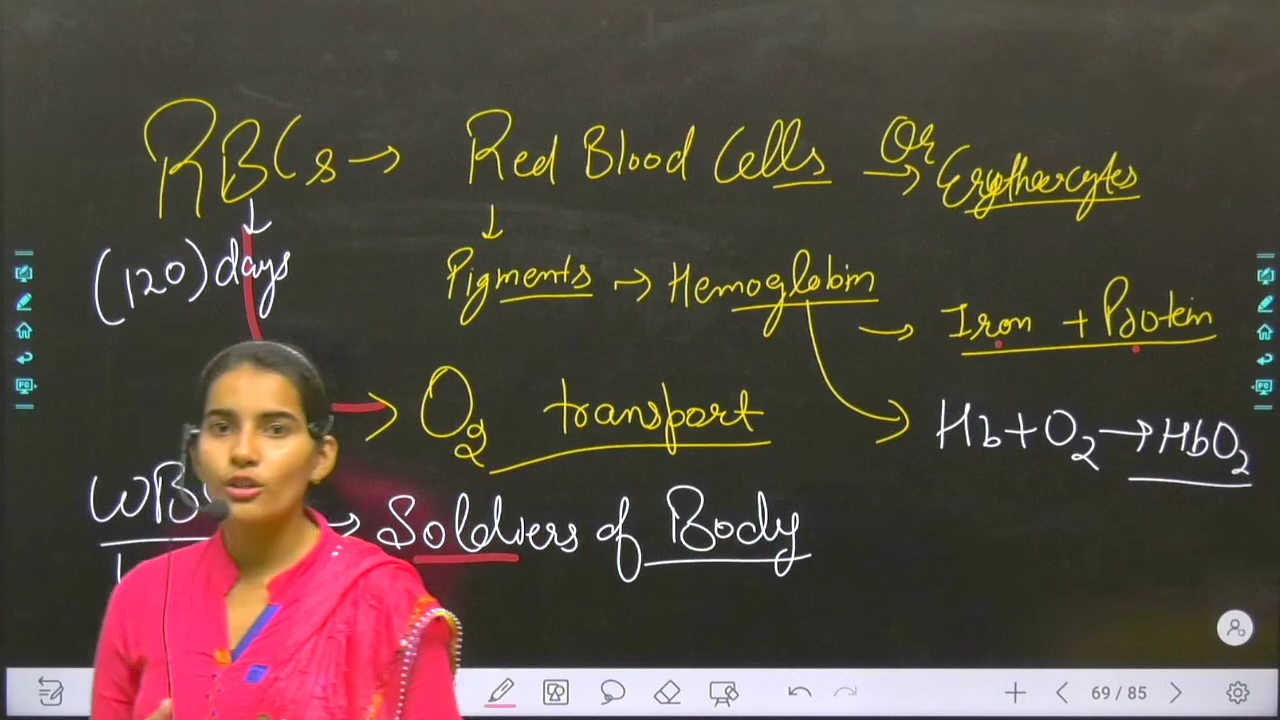 RBCs → Red Blood Cells → Or Erythrocytes
(120) days
Pigments → Hemoglobin → Iron + Protein
→ O2 transport
Hb + O2 → HbO2
→ Soldiers of Body
69 / 85